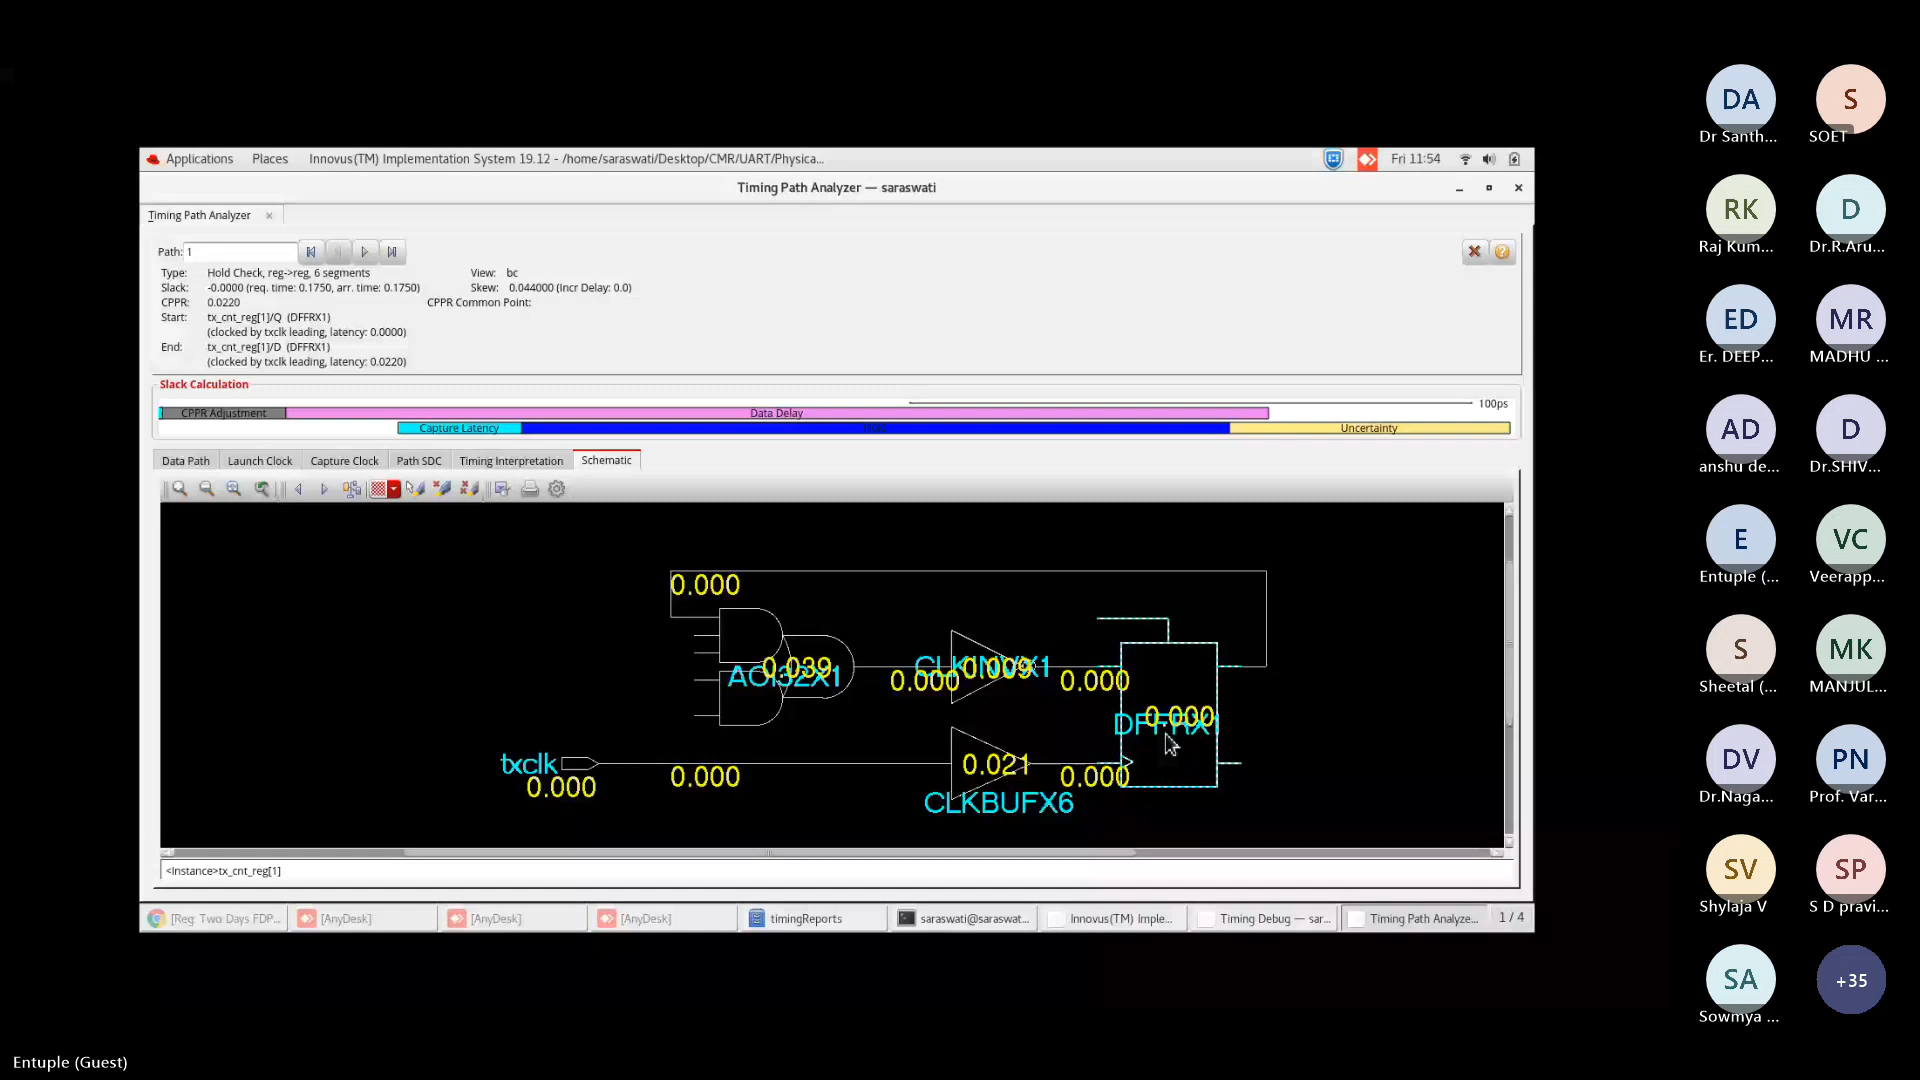 Applications Places Innovus(TM) Implementation System 19.12 - /home/saraswati/Desktop/CMR/UART/Physica... Fri 11:54
Timing Path Analyzer — saraswati
Timing Path Analyzer
Path: 1
Type: Hold Check, reg->reg, 6 segments View: bc
Slack: -0.0000 (req. time: 0.1750, arr. time: 0.1750) Skew: 0.044000 (Incr Delay: 0.0)
CPPR: 0.0220 CPPR Common Point:
Start: tx_cnt_reg[1]/Q (DFFRX1)
(clocked by txclk leading, latency: 0.0000)
End: tx_cnt_reg[1]/D (DFFRX1)
(clocked by txclk leading, latency: 0.0220)
Slack Calculation
100ps
CPPR Adjustment Data Delay
Capture Latency Hold Uncertainty
Data Path Launch Clock Capture Clock Path SDC Timing Interpretation Schematic
0.000
0.039 CLKINVX1 0.009
AOI32X1 0.000 0.000
0.000
DFFRX1
txclk 0.021
0.000 0.000 0.000
CLKBUFX6
<Instance>tx_cnt_reg[1]
[Reg: Two Days FDP... [AnyDesk] [AnyDesk] [AnyDesk] timingReports saraswati@saraswat... Innovus(TM) Imple... Timing Debug — sar... Timing Path Analyze... 1 / 4
DA S
Dr Santh... SOET
RK D
Raj Kum... Dr.R.Aru...
ED MR
Er. DEEP... MADHU ...
AD D
anshu de... Dr.SHIV...
E VC
Entuple (... Veerapp...
S MK
Sheetal (... MANJUL...
DV PN
Dr.Naga... Prof. Var...
SV SP
Shylaja V S D pravi...
SA +35
Sowmya ...
Entuple (Guest)